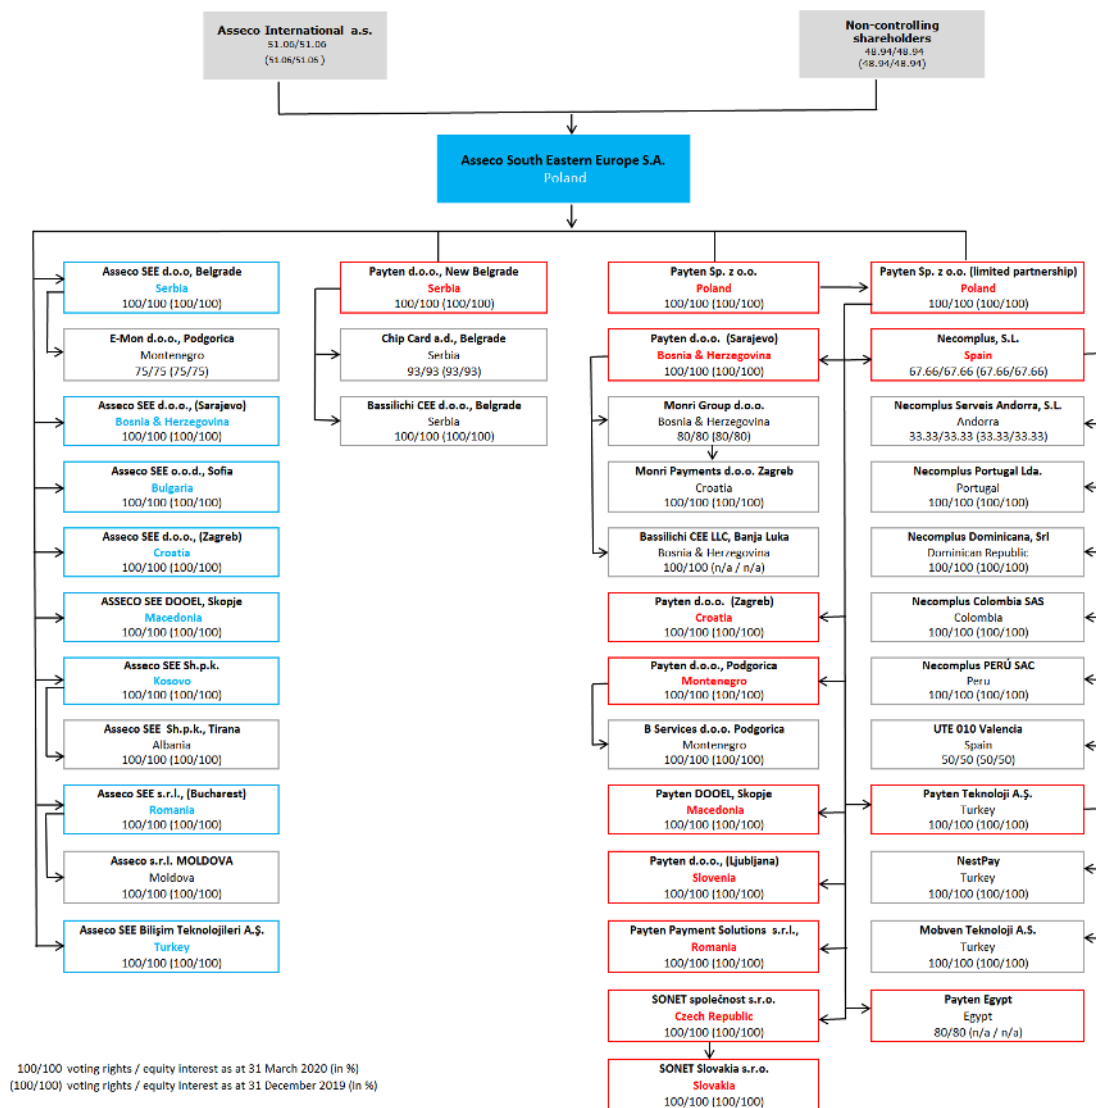 Asseco International a.s.
51.06/51.06
(51.06/51.06 )
Non-controlling
shareholders
48.94/48.94
(48.94/48.94)
Asseco South Eastern Europe S.A.
Poland
Asseco SEE d.o.o, Belgrade
Serbia
100/100 (100/100)
E-Mon d.o.o., Podgorica
Montenegro
75/75 (75/75)
Asseco SEE d.o.o., (Sarajevo)
Bosnia & Herzegovina
100/100 (100/100)
Asseco SEE o.o.d., Sofia
Bulgaria
100/100 (100/100)
Asseco SEE d.o.o., (Zagreb)
Croatia
100/100 (100/100)
ASSECO SEE DOOEL, Skopje
Macedonia
100/100 (100/100)
Asseco SEE Sh.p.k.
Kosovo
100/100 (100/100)
Asseco SEE Sh.p.k., Tirana
Albania
100/100 (100/100)
Asseco SEE s.r.l., (Bucharest)
Romania
100/100 (100/100)
Asseco s.r.l. MOLDOVA
Moldova
100/100 (100/100)
Asseco SEE Bilişim Teknolojileri A.Ş.
Turkey
100/100 (100/100)
Payten d.o.o., New Belgrade
Serbia
100/100 (100/100)
Chip Card a.d., Belgrade
Serbia
93/93 (93/93)
Bassilichi CEE d.o.o., Belgrade
Serbia
100/100 (100/100)
Payten Sp. z o.o.
Poland
100/100 (100/100)
Payten d.o.o. (Sarajevo)
Bosnia & Herzegovina
100/100 (100/100)
Monri Group d.o.o.
Bosnia & Herzegovina
80/80 (80/80)
Monri Payments d.o.o. Zagreb
Croatia
100/100 (100/100)
Bassilichi CEE LLC, Banja Luka
Bosnia & Herzegovina
100/100 (n/a / n/a)
Payten d.o.o. (Zagreb)
Croatia
100/100 (100/100)
Payten d.o.o., Podgorica
Montenegro
100/100 (100/100)
B Services d.o.o. Podgorica
Montenegro
100/100 (100/100)
Payten DOOEL, Skopje
Macedonia
100/100 (100/100)
Payten d.o.o., (Ljubljana)
Slovenia
100/100 (100/100)
Payten Payment Solutions s.r.l.,
Romania
100/100 (100/100)
SONET společnost s.r.o.
Czech Republic
100/100 (100/100)
SONET Slovakia s.r.o.
Slovakia
100/100 (100/100)
Payten Sp. z o.o. (limited partnership)
Poland
100/100 (100/100)
Necomplus, S.L.
Spain
67.66/67.66 (67.66/67.66)
Necomplus Serveis Andorra, S.L.
Andorra
33.33/33.33 (33.33/33.33)
Necomplus Portugal Lda.
Portugal
100/100 (100/100)
Necomplus Dominicana, Srl
Dominican Republic
100/100 (100/100)
Necomplus Colombia SAS
Colombia
100/100 (100/100)
Necomplus PERÚ SAC
Peru
100/100 (100/100)
UTE 010 Valencia
Spain
50/50 (50/50)
Payten Teknoloji A.Ş.
Turkey
100/100 (100/100)
NestPay
Turkey
100/100 (100/100)
Mobven Teknoloji A.S.
Turkey
100/100 (100/100)
Payten Egypt
Egypt
80/80 (n/a / n/a)
100/100 voting rights / equity interest as at 31 March 2020 (in %)
(100/100) voting rights / equity interest as at 31 December 2019 (in %)